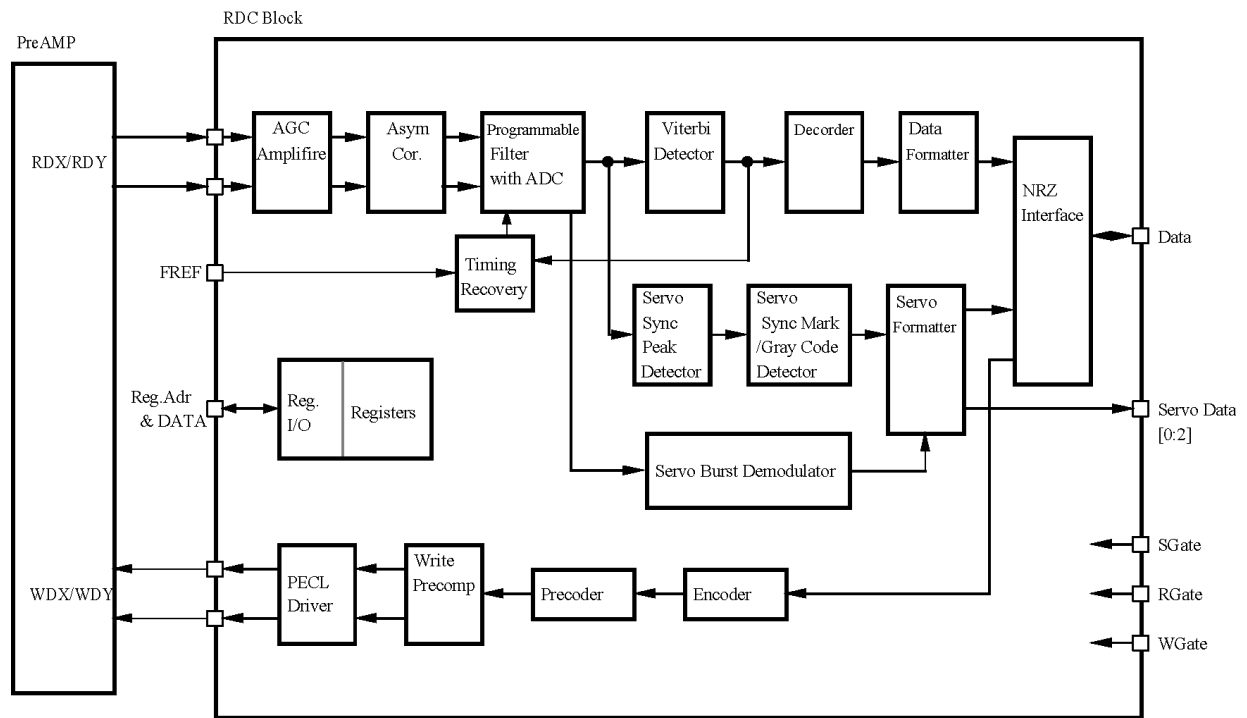 RDC Block
PreAMP
RDX/RDY
AGC
Amplifire
Asym
Cor.
Programmable
Filter
with ADC
Viterbi
Detector
Decorder
Data
Formatter
NRZ
Interface
Data
FREF
Timing
Recovery
Servo
Sync
Peak
Detector
Servo
Sync Mark
/Gray Code
Detector
Servo
Formatter
Reg.Adr
& DATA
Reg.
I/O
Registers
Servo Data
[0:2]
Servo Burst Demodulator
SGate
RGate
WGate
WDX/WDY
PECL
Driver
Write
Precomp
Precoder
Encoder